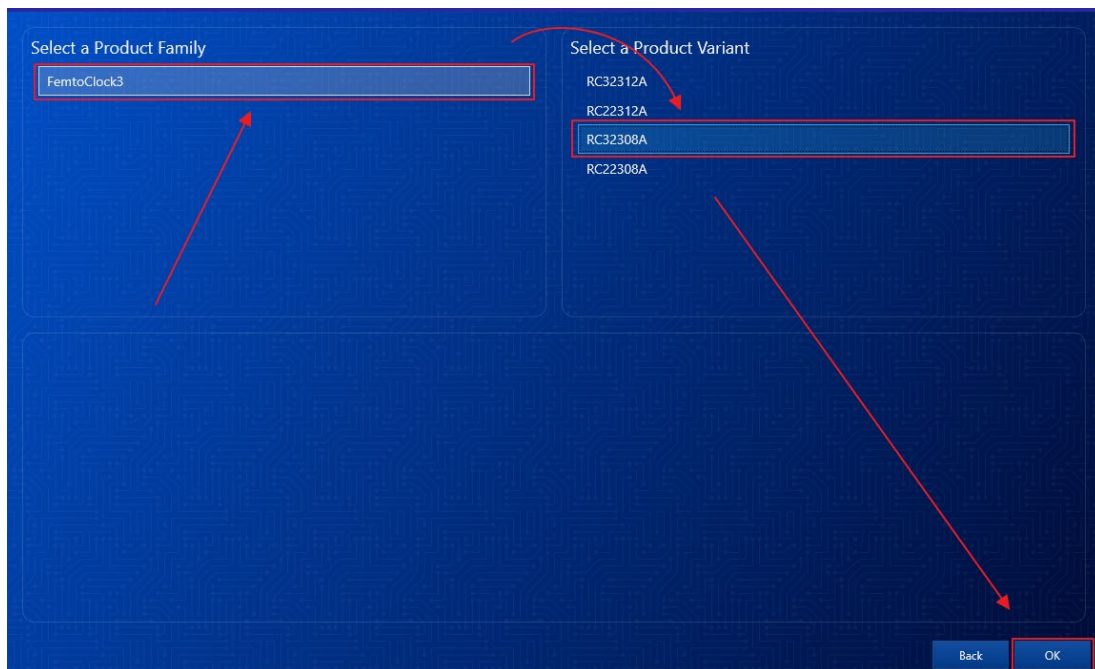 Select a Product Family
FemtoClock3
Select a Product Variant
RC32312A
RC22312A
RC32308A
RC22308A
Back
OK